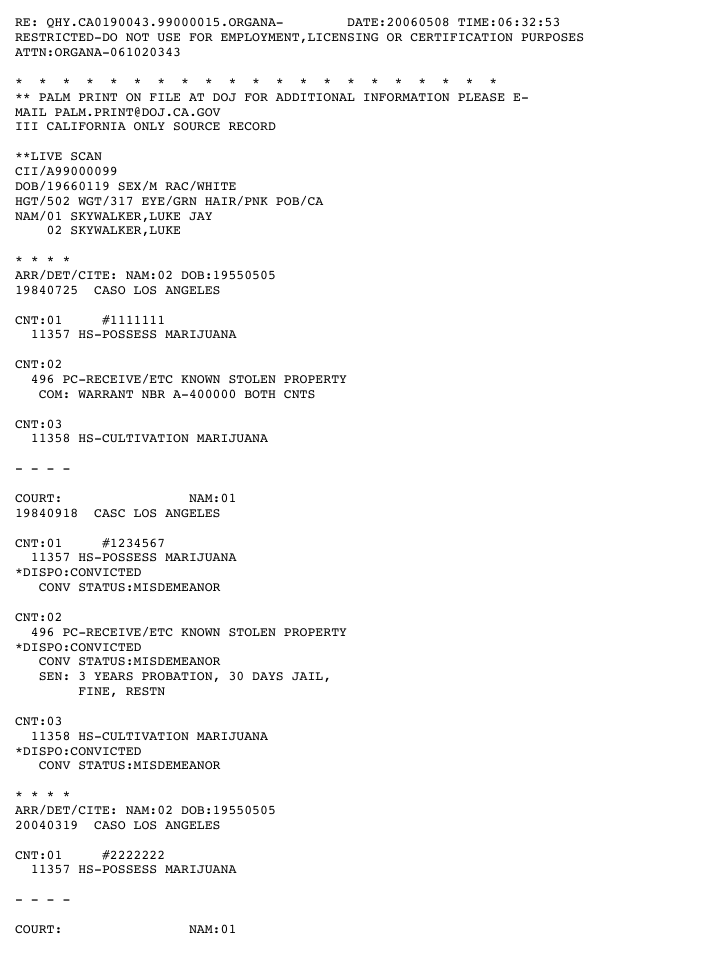 RE: QHY.CA0190043.99000015.ORGANA-        DATE:20060508 TIME:06:32:53
RESTRICTED-DO NOT USE FOR EMPLOYMENT,LICENSING OR CERTIFICATION PURPOSES
ATTN:ORGANA-061020343
* * * * * * * * * * * * * * * * * * * * *
** PALM PRINT ON FILE AT DOJ FOR ADDITIONAL INFORMATION PLEASE E-
MAIL PALM.PRINT@DOJ.CA.GOV
III CALIFORNIA ONLY SOURCE RECORD
**LIVE SCAN
CII/A99000099
DOB/19660119 SEX/M RAC/WHITE
HGT/502 WGT/317 EYE/GRN HAIR/PNK POB/CA
NAM/01 SKYWALKER,LUKE JAY
02 SKYWALKER,LUKE
* * * *
ARR/DET/CITE: NAM:02 DOB:19550505
19840725  CASO LOS ANGELES
CNT:01     #1111111
11357 HS-POSSESS MARIJUANA
CNT:02
496 PC-RECEIVE/ETC KNOWN STOLEN PROPERTY
COM: WARRANT NBR A-400000 BOTH CNTS
CNT:03
11358 HS-CULTIVATION MARIJUANA
- - - -
COURT:                NAM:01
19840918  CASC LOS ANGELES
CNT:01     #1234567
11357 HS-POSSESS MARIJUANA
*DISPO:CONVICTED
CONV STATUS:MISDEMEANOR
CNT:02
496 PC-RECEIVE/ETC KNOWN STOLEN PROPERTY
*DISPO:CONVICTED
CONV STATUS:MISDEMEANOR
SEN: 3 YEARS PROBATION, 30 DAYS JAIL,
FINE, RESTN
CNT:03
11358 HS-CULTIVATION MARIJUANA
*DISPO:CONVICTED
CONV STATUS:MISDEMEANOR
* * * *
ARR/DET/CITE: NAM:02 DOB:19550505
20040319  CASO LOS ANGELES
CNT:01     #2222222
11357 HS-POSSESS MARIJUANA
- - - -
COURT:                NAM:01